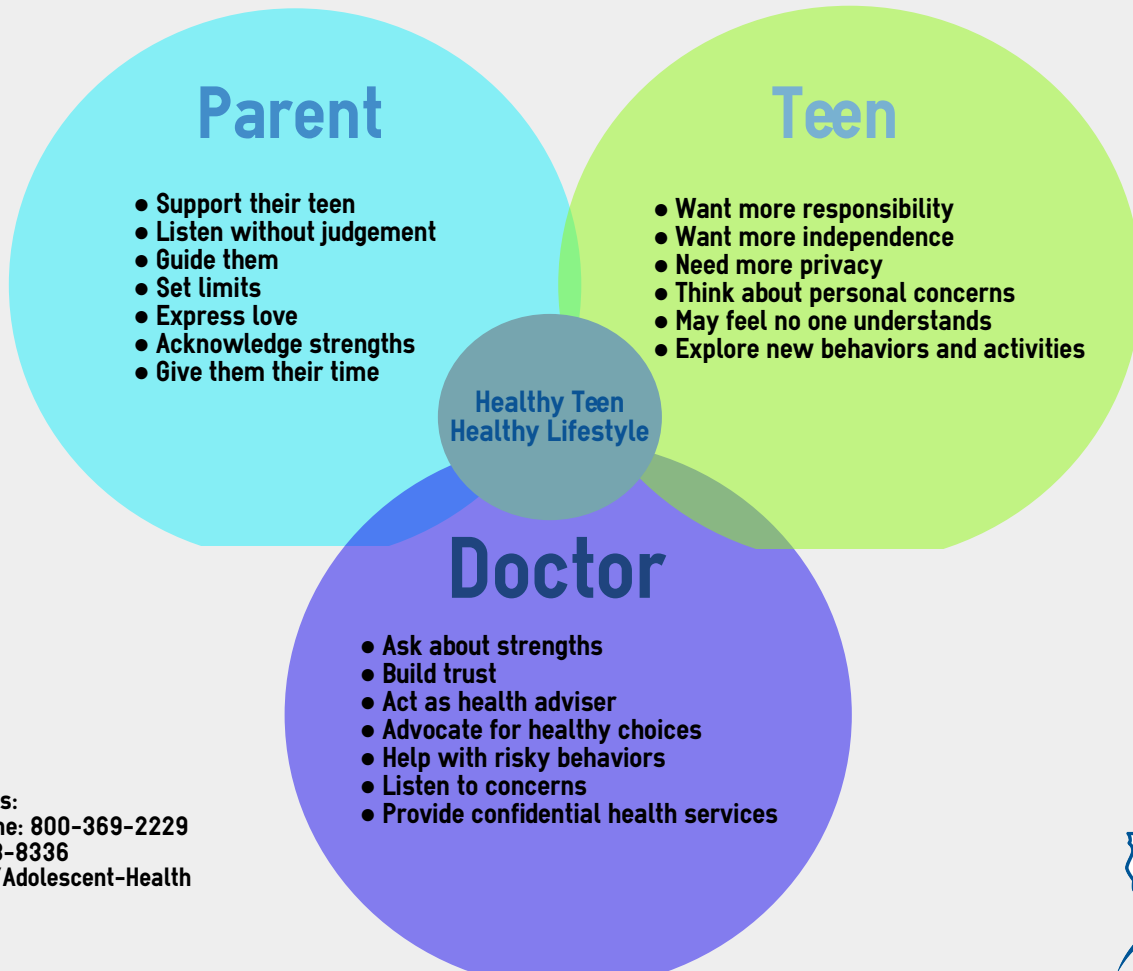 Parent
● Support their teen
● Listen without judgement
● Guide them
● Set limits
● Express love
● Acknowledge strengths
● Give them their time
Teen
● Want more responsibility
● Want more independence
● Need more privacy
● Think about personal concerns
● May feel no one understands
● Explore new behaviors and activities
Healthy Teen
Healthy Lifestyle
Doctor
● Ask about strengths
● Build trust
● Act as health adviser
● Advocate for healthy choices
● Help with risky behaviors
● Listen to concerns
● Provide confidential health services
800-369-2229
-8336
/Adolescent-Health